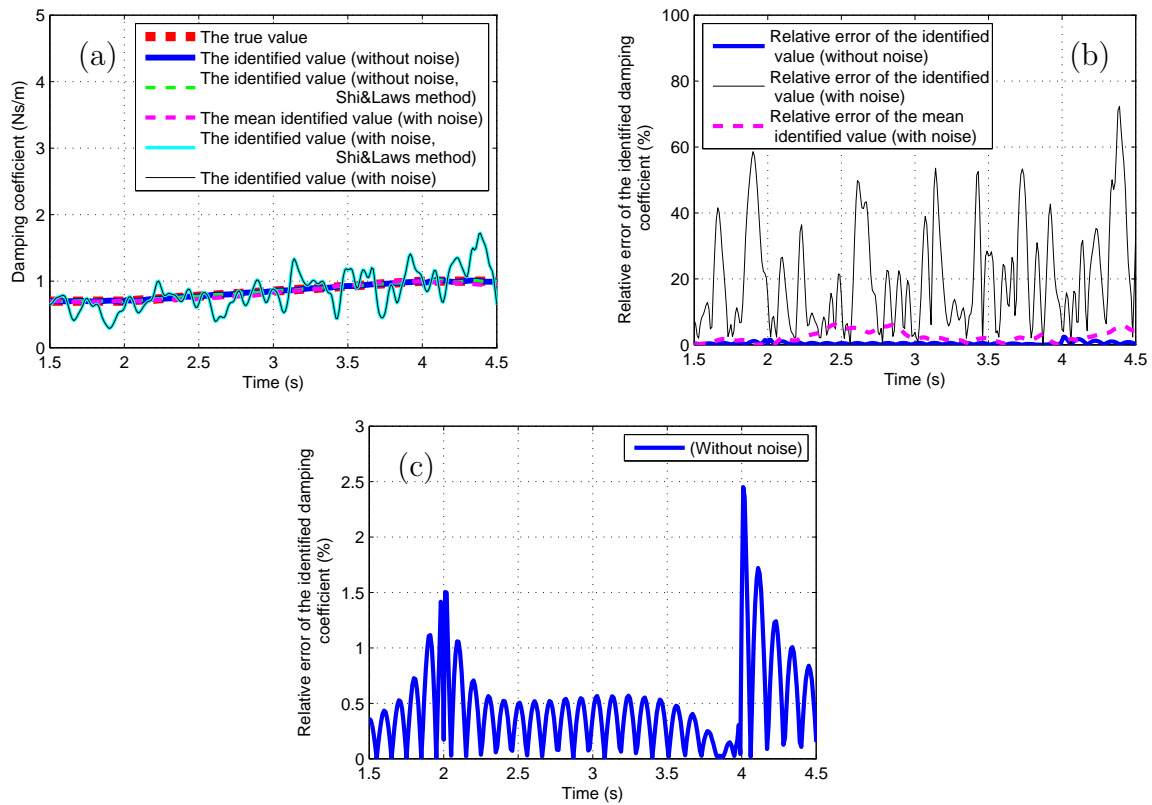 (a)
The true value
The identified value (without noise)
The identified value (without noise,
Shi&Laws method)
The mean identified value (with noise)
The identified value (with noise,
Shi&Laws method)
The identified value (with noise)
Damping coefficient (Ns/m)
5
4
3
2
1
0
1.5 2 2.5 3 3.5 4 4.5
Time (s)
(b)
Relative error of the identified
value (without noise)
Relative error of the identified
value (with noise)
Relative error of the mean
identified value (with noise)
Relative error of the identified damping
coefficient (%)
100
80
60
40
20
0
1.5 2 2.5 3 3.5 4 4.5
Time (s)
(c)
(Without noise)
Relative error of the identified damping
coefficient (%)
3
2.5
2
1.5
1
0.5
0
1.5 2 2.5 3 3.5 4 4.5
Time (s)